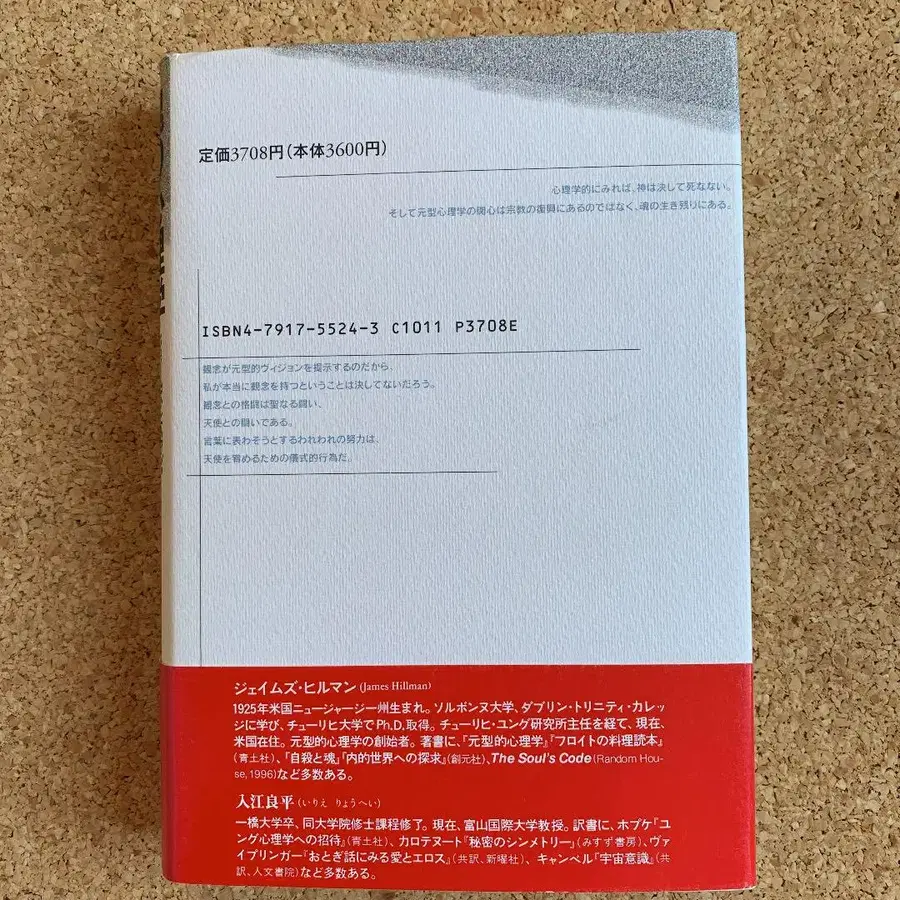 定価3708円(本体3600円)
心理学的にみれば、神は決して死なない。
そして元型心理学の関心は宗教の復興にあるのではなく、魂の生き残りにある。
ISBN4-7917-5524-3 C1011 P3708E
観念が元型的ヴィジョンを提示するのだから、
私が本当に観念を持つということは決してないだろう。
観念との格闘は聖なる闘い、
天使との闘いである。
言葉に表わそうとするわれわれの努力は、
天使を宥めるための儀式的行為だ。
ジェイムズ・ヒルマン(James Hillman)
1925年米国ニュージャージー州生まれ。ソルボンヌ大学、ダブリン・トリニティ・カレッ
ジに学び、チューリヒ大学でPh.D.取得。チューリヒ・ユング研究所主任を経て、現在、
米国在住。元型的心理学の創始者。著書に、『元型的心理学』『フロイトの料理読本』
(青土社)、『自殺と魂』『内的世界への探求』(創元社)、The Soul's Code(Random Hou-
se, 1996)など多数ある。
入江良平(いりえ りょうへい)
一橋大学卒、同大学院修士課程修了。現在、富山国際大学教授。訳書に、ホプケ『ユ
ング心理学への招待』(青土社)、カロテヌート『秘密のシンメトリー』(みすず書房)、ヴァ
イブリンガー『おとぎ話にみる愛とエロス』(共訳、新曜社)、キャンベル『宇宙意識』(共
訳、人文書院)など多数ある。